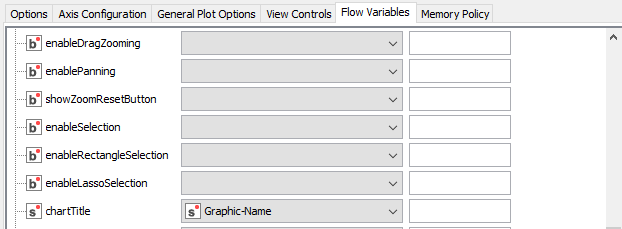 Options Axis Configuration General Plot Options View Controls Flow Variables Memory Policy
b enableDragZooming
b enablePanning
b showZoomResetButton
b enableSelection
b enableRectangleSelection
b enableLassoSelection
s chartTitle s Graphic-Name